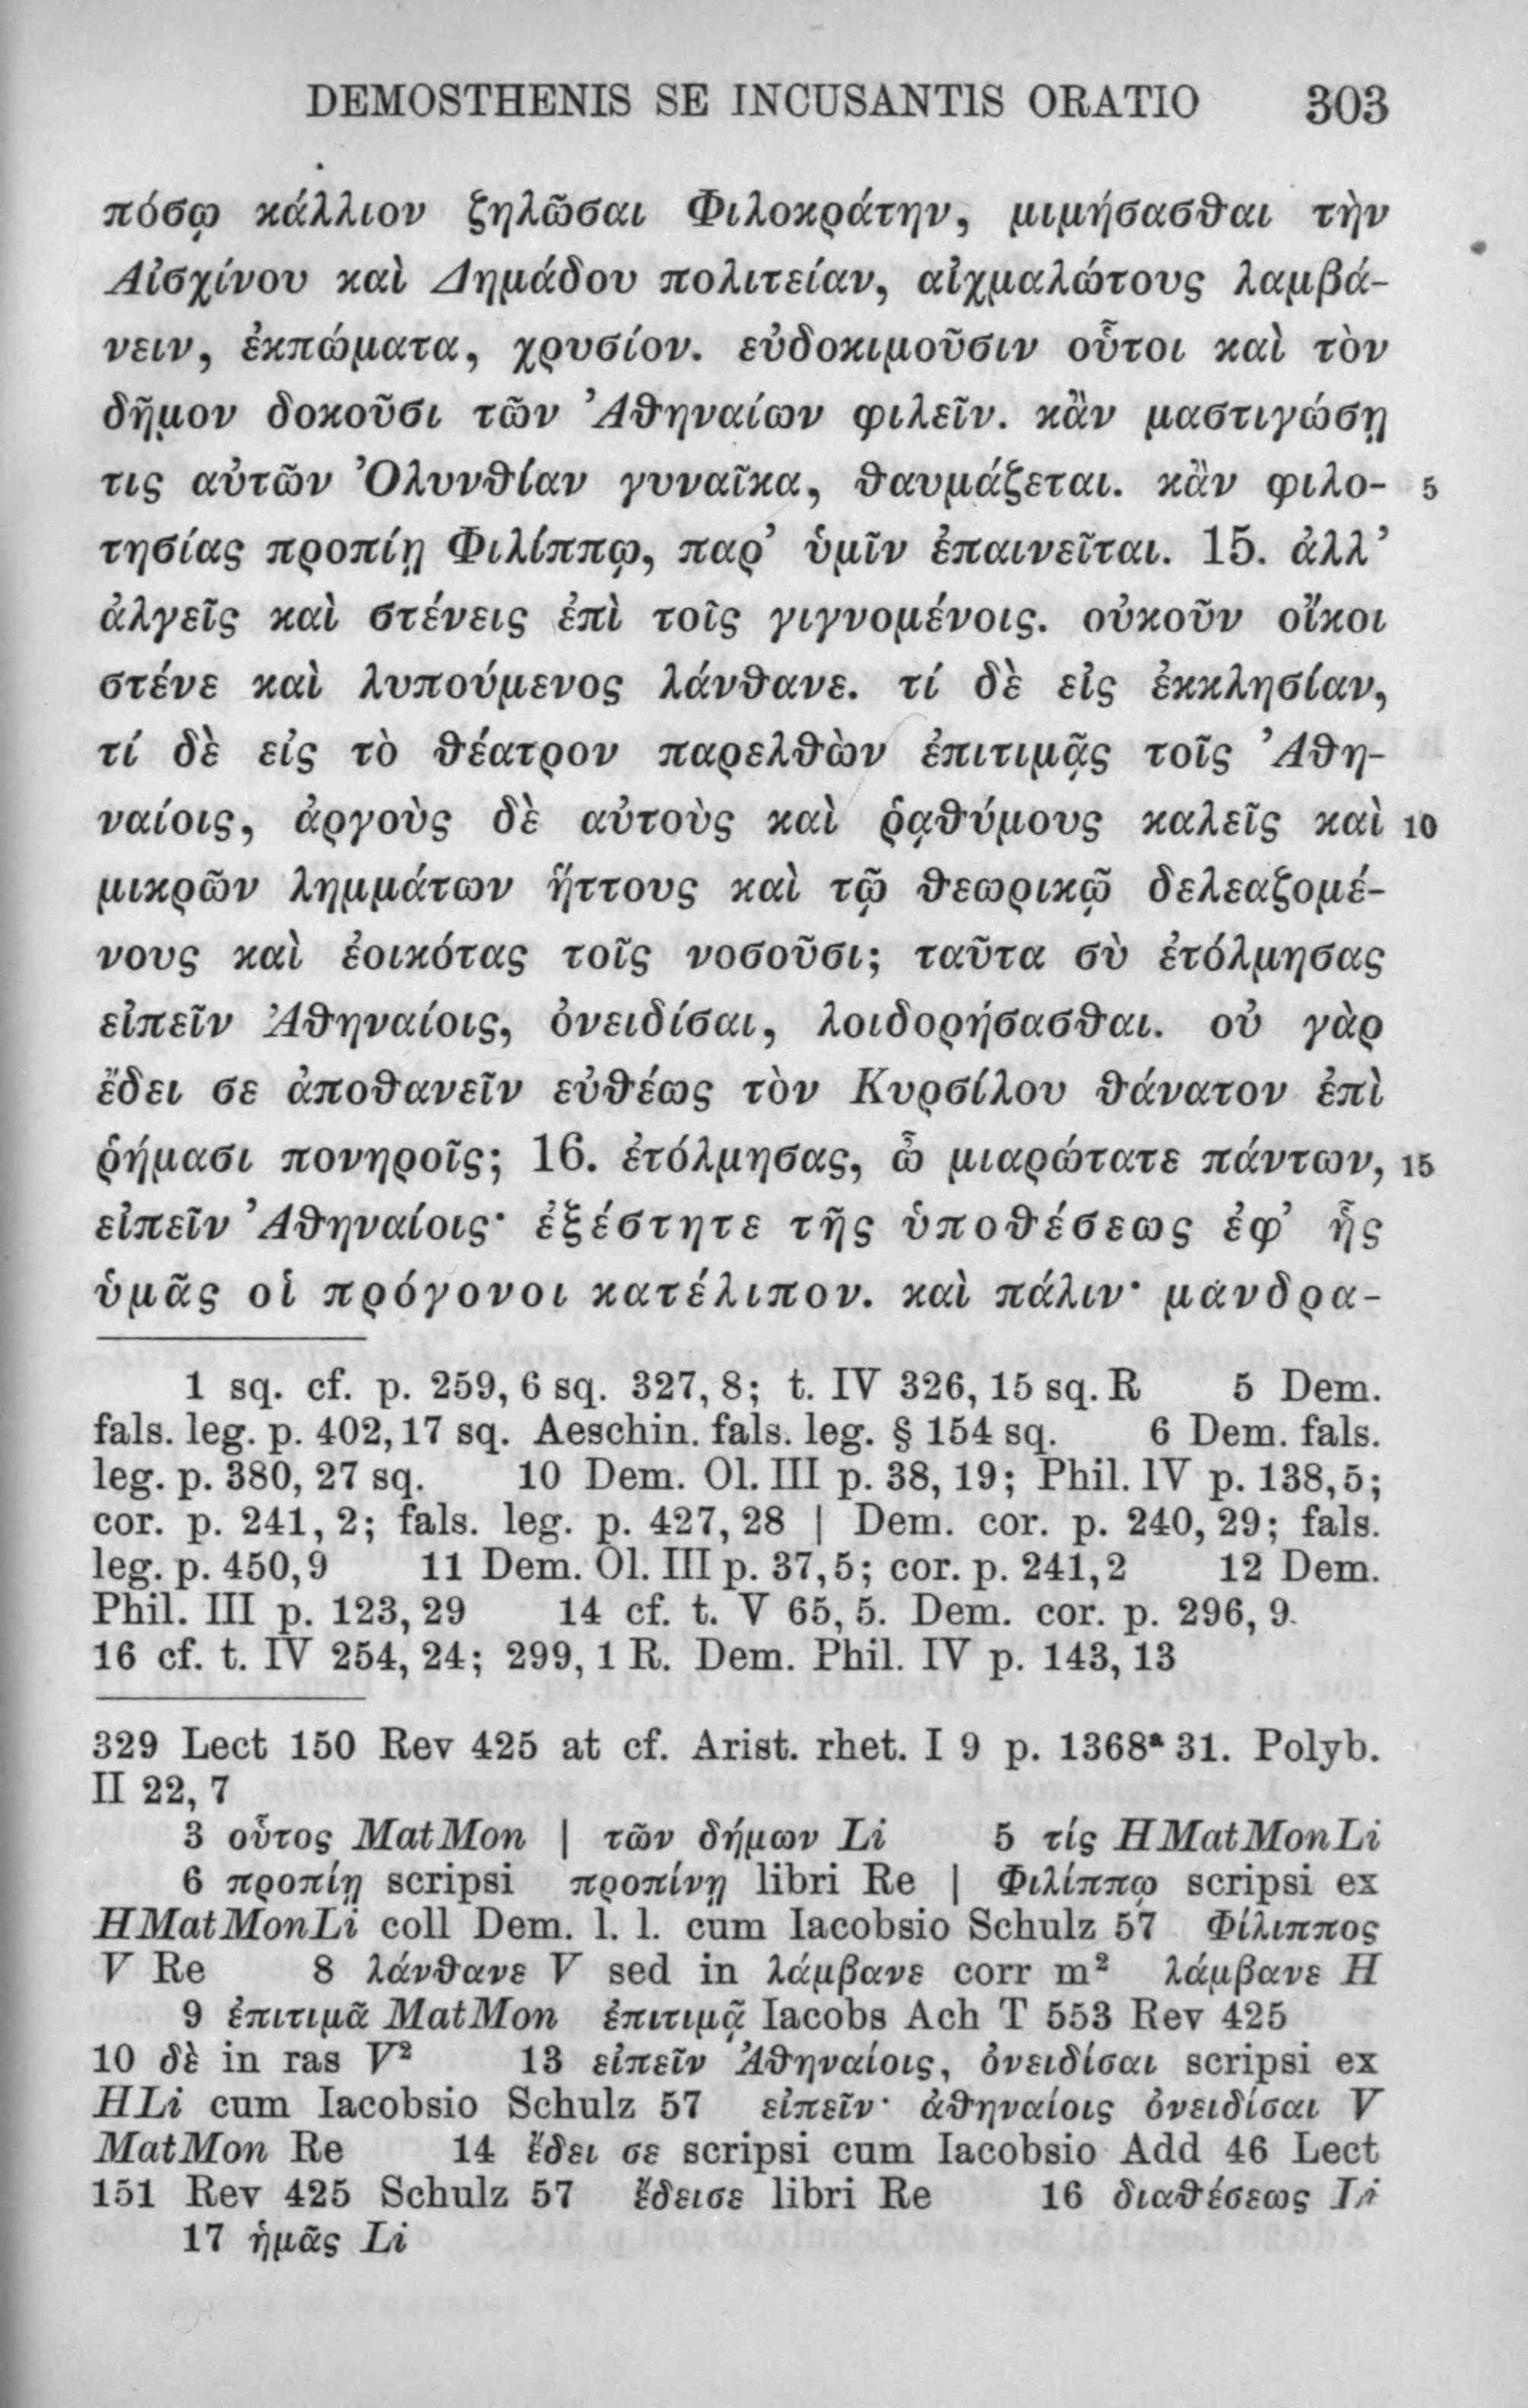 DEMOSTHENIS SE INCUSANTIS ORATIO 303
πόσῳ κάλλιον ζηλῶσαι Φιλοκράτην, μιμήσασθαι τὴν
Αἰσχίνου καὶ Δημάδου πολιτείαν, αἰχμαλώτους λαμβά-
νειν, ἐκπώματα, χρυσίον. εὐδοκιμοῦσιν οὗτοι καὶ τὸν
δῆμον δοκοῦσι τῶν Ἀθηναίων φιλεῖν. κἂν μαστιγώσῃ
τις αὐτῶν Ὀλυνθίαν γυναῖκα, θαυμάζεται. κἂν φιλο- 5
τησίας προπίῃ Φιλίππῳ, παρ’ ὑμῖν ἐπαινεῖται. 15. ἀλλ’
ἀλγεῖς καὶ στένεις ἐπὶ τοῖς γιγνομένοις. οὐκοῦν οἴκοι
στένε καὶ λυπούμενος λάνθανε. τί δὲ εἰς ἐκκλησίαν,
τί δὲ εἰς τὸ θέατρον παρελθὼν ἐπιτιμᾷς τοῖς Ἀθη-
ναίοις, ἀργοὺς δὲ αὐτοὺς καὶ ῥᾳθύμους καλεῖς καὶ 10
μικρῶν λημμάτων ἥττους καὶ τῷ θεωρικῷ δελεαζομέ-
νους καὶ ἐοικότας τοῖς νοσοῦσι; ταῦτα σὺ ἐτόλμησας
εἰπεῖν Ἀθηναίοις, ὀνειδίσαι, λοιδορήσασθαι. οὐ γὰρ
ἔδει σε ἀποθανεῖν εὐθέως τὸν Κυρσίλου θάνατον ἐπὶ
ῥήμασι πονηροῖς; 16. ἐτόλμησας, ὦ μιαρώτατε πάντων, 15
εἰπεῖν Ἀθηναίοις· ἐξέστητε τῆς ὑποθέσεως ἐφ’ ἧς
ὑμᾶς οἱ πρόγονοι κατέλιπον. καὶ πάλιν· μανδρα-
1 sq. cf. p. 259, 6 sq. 327, 8; t. IV 326, 15 sq. R 5 Dem.
fals. leg. p. 402, 17 sq. Aeschin. fals. leg. § 154 sq. 6 Dem. fals.
leg. p. 380, 27 sq. 10 Dem. Ol. III p. 38, 19; Phil. IV p. 138, 5;
cor. p. 241, 2; fals. leg. p. 427, 28 | Dem. cor. p. 240, 29; fals.
leg. p. 450, 9 11 Dem. Ol. III p. 37, 5; cor. p. 241, 2 12 Dem.
Phil. III p. 123, 29 14 cf. t. V 65, 5. Dem. cor. p. 296, 9.
16 cf. t. IV 254, 24; 299, 1 R. Dem. Phil. IV p. 143, 13
329 Lect 150 Rev 425 at cf. Arist. rhet. I 9 p. 1368ª 31. Polyb.
II 22, 7
3 οὗτος MatMon | τῶν δήμων Li 5 τίς HMatMonLi
6 προπίῃ scripsi προπίνῃ libri Re | Φιλίππῳ scripsi ex
HMatMonLi coll Dem. l. l. cum Iacobsio Schulz 57 Φίλιππος
V Re 8 λάνθανε V sed in λάμβανε corr m² λάμβανε H
9 ἐπιτιμᾶ MatMon ἐπιτιμᾷ Iacobs Ach T 553 Rev 425
10 δὲ in ras V² 13 εἰπεῖν Ἀθηναίοις, ὀνειδίσαι scripsi ex
HLi cum Iacobsio Schulz 57 εἰπεῖν· ἀθηναίοις ὀνειδίσαι V
MatMon Re 14 ἔδει σε scripsi cum Iacobsio Add 46 Lect
151 Rev 425 Schulz 57 ἔδεισε libri Re 16 διαθέσεως Li
17 ἡμᾶς Li